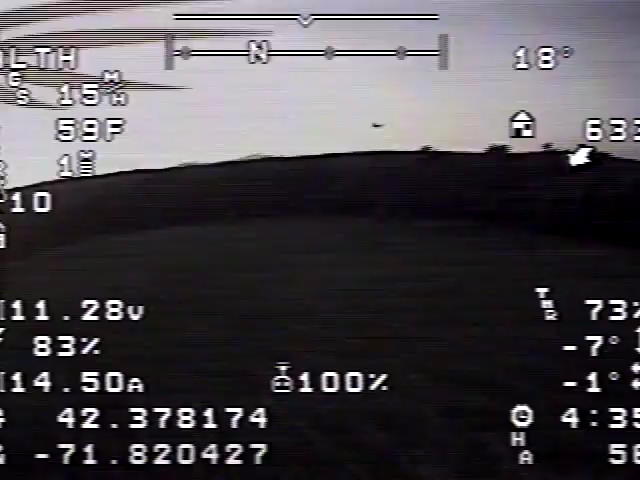 N
LTH 18°
15
59F 633
1
10
11.28v 73%
83% -7°
14.50A 100% -1°
42.378174 4:35
-71.820427